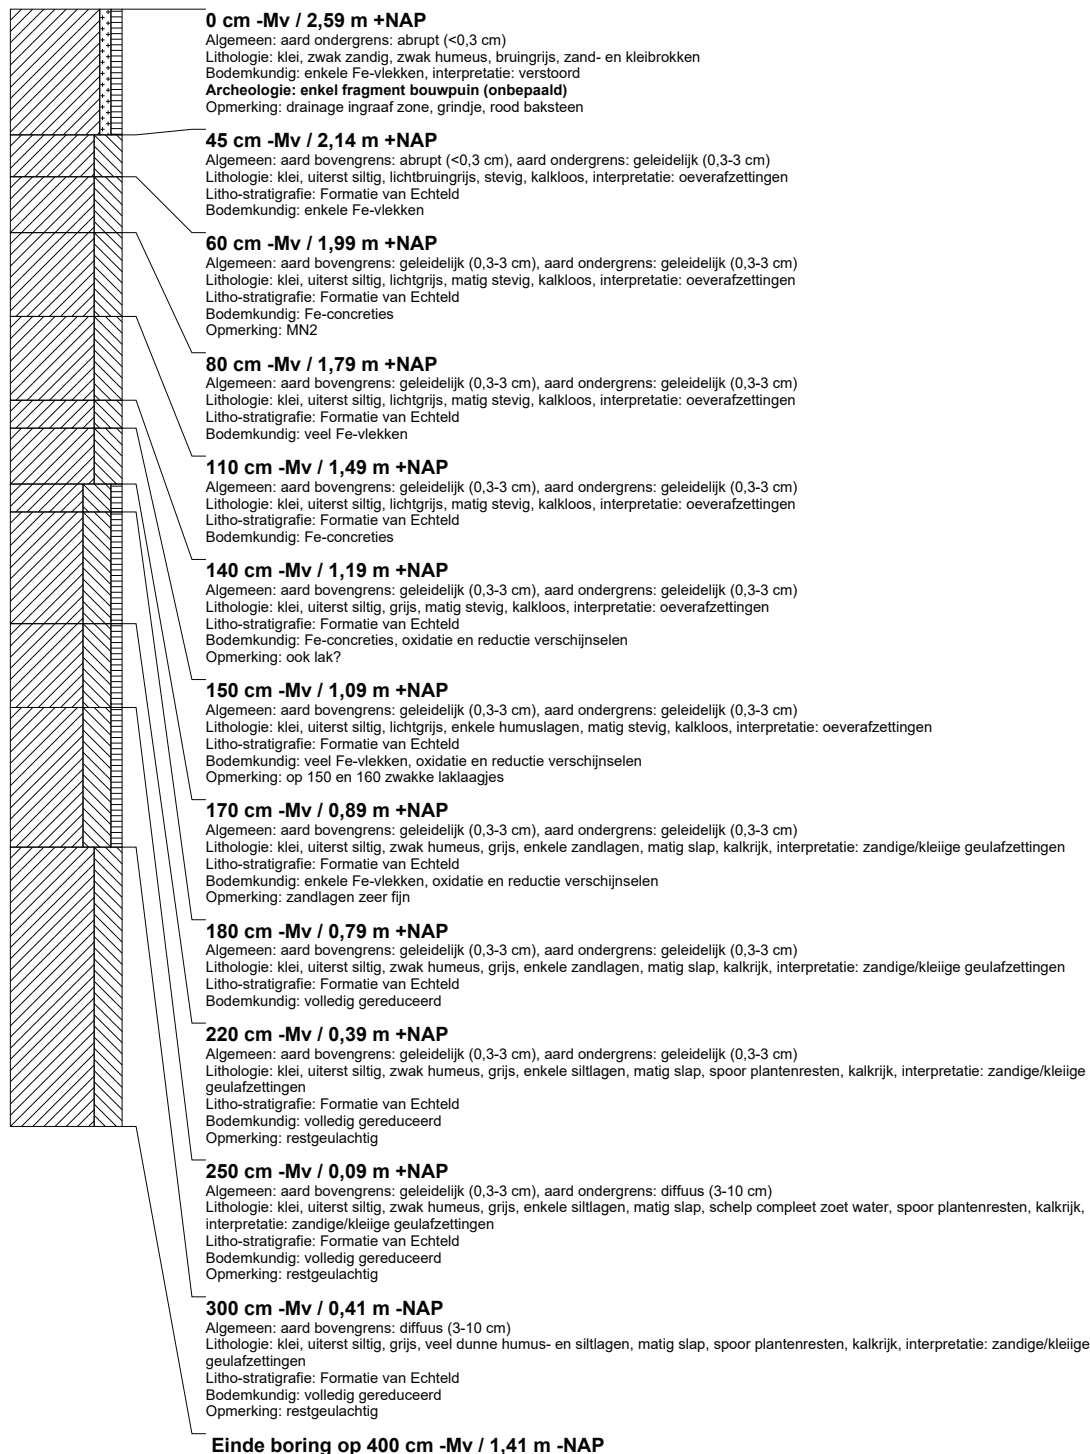 0 cm -Mv / 2,59 m +NAP
Algemeen: aard ondergrens: abrupt (<0,3 cm)
Lithologie: klei, zwak zandig, zwak humeus, bruingrijs, zand- en kleibrokken
Bodemkundig: enkele Fe-vlekken, interpretatie: verstoord
Archeologie: enkel fragment bouwpuin (onbepaald)
Opmerking: drainage ingraaf zone, grindje, rood baksteen
45 cm -Mv / 2,14 m +NAP
Algemeen: aard bovengrens: abrupt (<0,3 cm), aard ondergrens: geleidelijk (0,3-3 cm)
Lithologie: klei, uiterst siltig, lichtbruingrijs, stevig, kalkloos, interpretatie: oeverafzettingen
Litho-stratigrafie: Formatie van Echteld
Bodemkundig: enkele Fe-vlekken
60 cm -Mv / 1,99 m +NAP
Algemeen: aard bovengrens: geleidelijk (0,3-3 cm), aard ondergrens: geleidelijk (0,3-3 cm)
Lithologie: klei, uiterst siltig, lichtgrijs, matig stevig, kalkloos, interpretatie: oeverafzettingen
Litho-stratigrafie: Formatie van Echteld
Bodemkundig: Fe-concreties
Opmerking: MN2
80 cm -Mv / 1,79 m +NAP
Algemeen: aard bovengrens: geleidelijk (0,3-3 cm), aard ondergrens: geleidelijk (0,3-3 cm)
Lithologie: klei, uiterst siltig, lichtgrijs, matig stevig, kalkloos, interpretatie: oeverafzettingen
Litho-stratigrafie: Formatie van Echteld
Bodemkundig: veel Fe-vlekken
110 cm -Mv / 1,49 m +NAP
Algemeen: aard bovengrens: geleidelijk (0,3-3 cm), aard ondergrens: geleidelijk (0,3-3 cm)
Lithologie: klei, uiterst siltig, lichtgrijs, matig stevig, kalkloos, interpretatie: oeverafzettingen
Litho-stratigrafie: Formatie van Echteld
Bodemkundig: Fe-concreties
140 cm -Mv / 1,19 m +NAP
Algemeen: aard bovengrens: geleidelijk (0,3-3 cm), aard ondergrens: geleidelijk (0,3-3 cm)
Lithologie: klei, uiterst siltig, grijs, matig stevig, kalkloos, interpretatie: oeverafzettingen
Litho-stratigrafie: Formatie van Echteld
Bodemkundig: Fe-concreties, oxidatie en reductie verschijnselen
Opmerking: ook lak?
150 cm -Mv / 1,09 m +NAP
Algemeen: aard bovengrens: geleidelijk (0,3-3 cm), aard ondergrens: geleidelijk (0,3-3 cm)
Lithologie: klei, uiterst siltig, lichtgrijs, enkele humuslagen, matig stevig, kalkloos, interpretatie: oeverafzettingen
Litho-stratigrafie: Formatie van Echteld
Bodemkundig: veel Fe-vlekken, oxidatie en reductie verschijnselen
Opmerking: op 150 en 160 zwakke laklaagjes
170 cm -Mv / 0,89 m +NAP
Algemeen: aard bovengrens: geleidelijk (0,3-3 cm), aard ondergrens: geleidelijk (0,3-3 cm)
Lithologie: klei, uiterst siltig, zwak humeus, grijs, enkele zandlagen, matig slap, kalkrijk, interpretatie: zandige/kleiige geulafzettingen
Litho-stratigrafie: Formatie van Echteld
Bodemkundig: enkele Fe-vlekken, oxidatie en reductie verschijnselen
Opmerking: zandlagen zeer fijn
180 cm -Mv / 0,79 m +NAP
Algemeen: aard bovengrens: geleidelijk (0,3-3 cm), aard ondergrens: geleidelijk (0,3-3 cm)
Lithologie: klei, uiterst siltig, zwak humeus, grijs, enkele zandlagen, matig slap, kalkrijk, interpretatie: zandige/kleiige geulafzettingen
Litho-stratigrafie: Formatie van Echteld
Bodemkundig: volledig gereduceerd
220 cm -Mv / 0,39 m +NAP
Algemeen: aard bovengrens: geleidelijk (0,3-3 cm), aard ondergrens: geleidelijk (0,3-3 cm)
Lithologie: klei, uiterst siltig, zwak humeus, grijs, enkele siltlagen, matig slap, spoor plantenresten, kalkrijk, interpretatie: zandige/kleiige
geulafzettingen
Litho-stratigrafie: Formatie van Echteld
Bodemkundig: volledig gereduceerd
Opmerking: restgeulachtig
250 cm -Mv / 0,09 m +NAP
Algemeen: aard bovengrens: geleidelijk (0,3-3 cm), aard ondergrens: diffuus (3-10 cm)
Lithologie: klei, uiterst siltig, zwak humeus, grijs, enkele siltlagen, matig slap, schelp compleet zoet water, spoor plantenresten, kalkrijk,
interpretatie: zandige/kleiige geulafzettingen
Litho-stratigrafie: Formatie van Echteld
Bodemkundig: volledig gereduceerd
Opmerking: restgeulachtig
300 cm -Mv / 0,41 m -NAP
Algemeen: aard bovengrens: diffuus (3-10 cm)
Lithologie: klei, uiterst siltig, grijs, veel dunne humus- en siltlagen, matig slap, spoor plantenresten, kalkrijk, interpretatie: zandige/kleiige
geulafzettingen
Litho-stratigrafie: Formatie van Echteld
Bodemkundig: volledig gereduceerd
Opmerking: restgeulachtig
Einde boring op 400 cm -Mv / 1,41 m -NAP